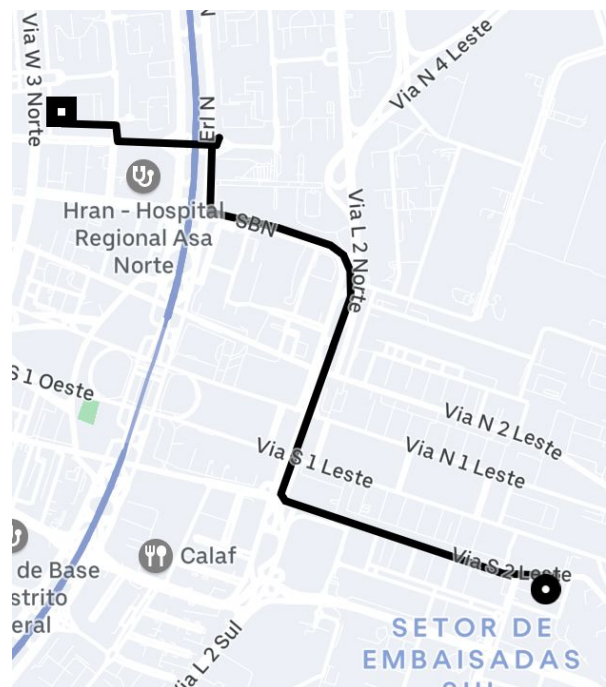 Via W 3 Norte
ERIN
Via N 4 Leste
Hran - Hospital
Regional Asa
Norte
SBN
Via L 2 Norte
S 1 Oeste
Via N 2 Leste
Via N 1 Leste
Via S 1 Leste
de Base
strito
eral
Calaf
Via S 2 Leste
ia L 2 Sul
SETOR DE
EMBAISADAS